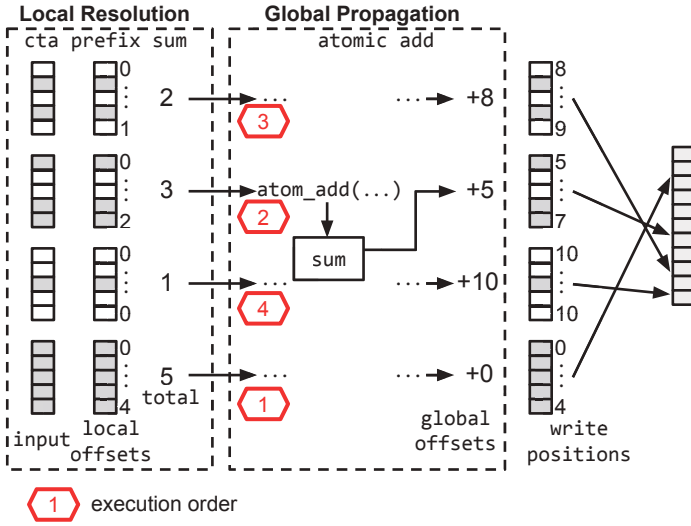 Local Resolution Global Propagation
cta prefix sum atomic add
0 8
⋮ 2 ... ... +8 ⋮
1 3 9
0 5
⋮ 3 atom_add(...) +5 ⋮
2 2 7
sum
0 10
⋮ 1 ... ... +10 ⋮
0 4 10
0 0
⋮ 5 ... ... +0 ⋮
4 total 1 4
input local offsets global offsets write positions
1 execution order